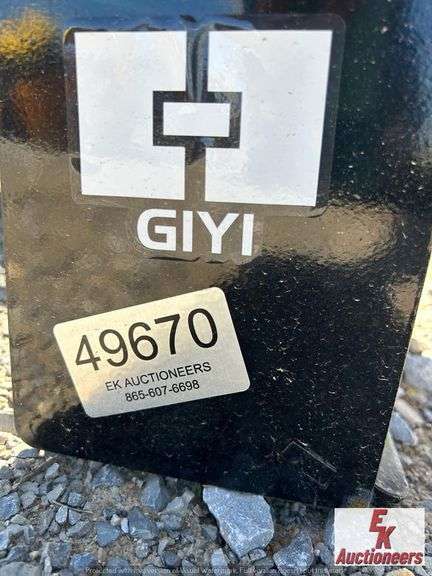 GIYI
49670
EK AUCTIONEERS
865-607-6698
EK
Auctioneers